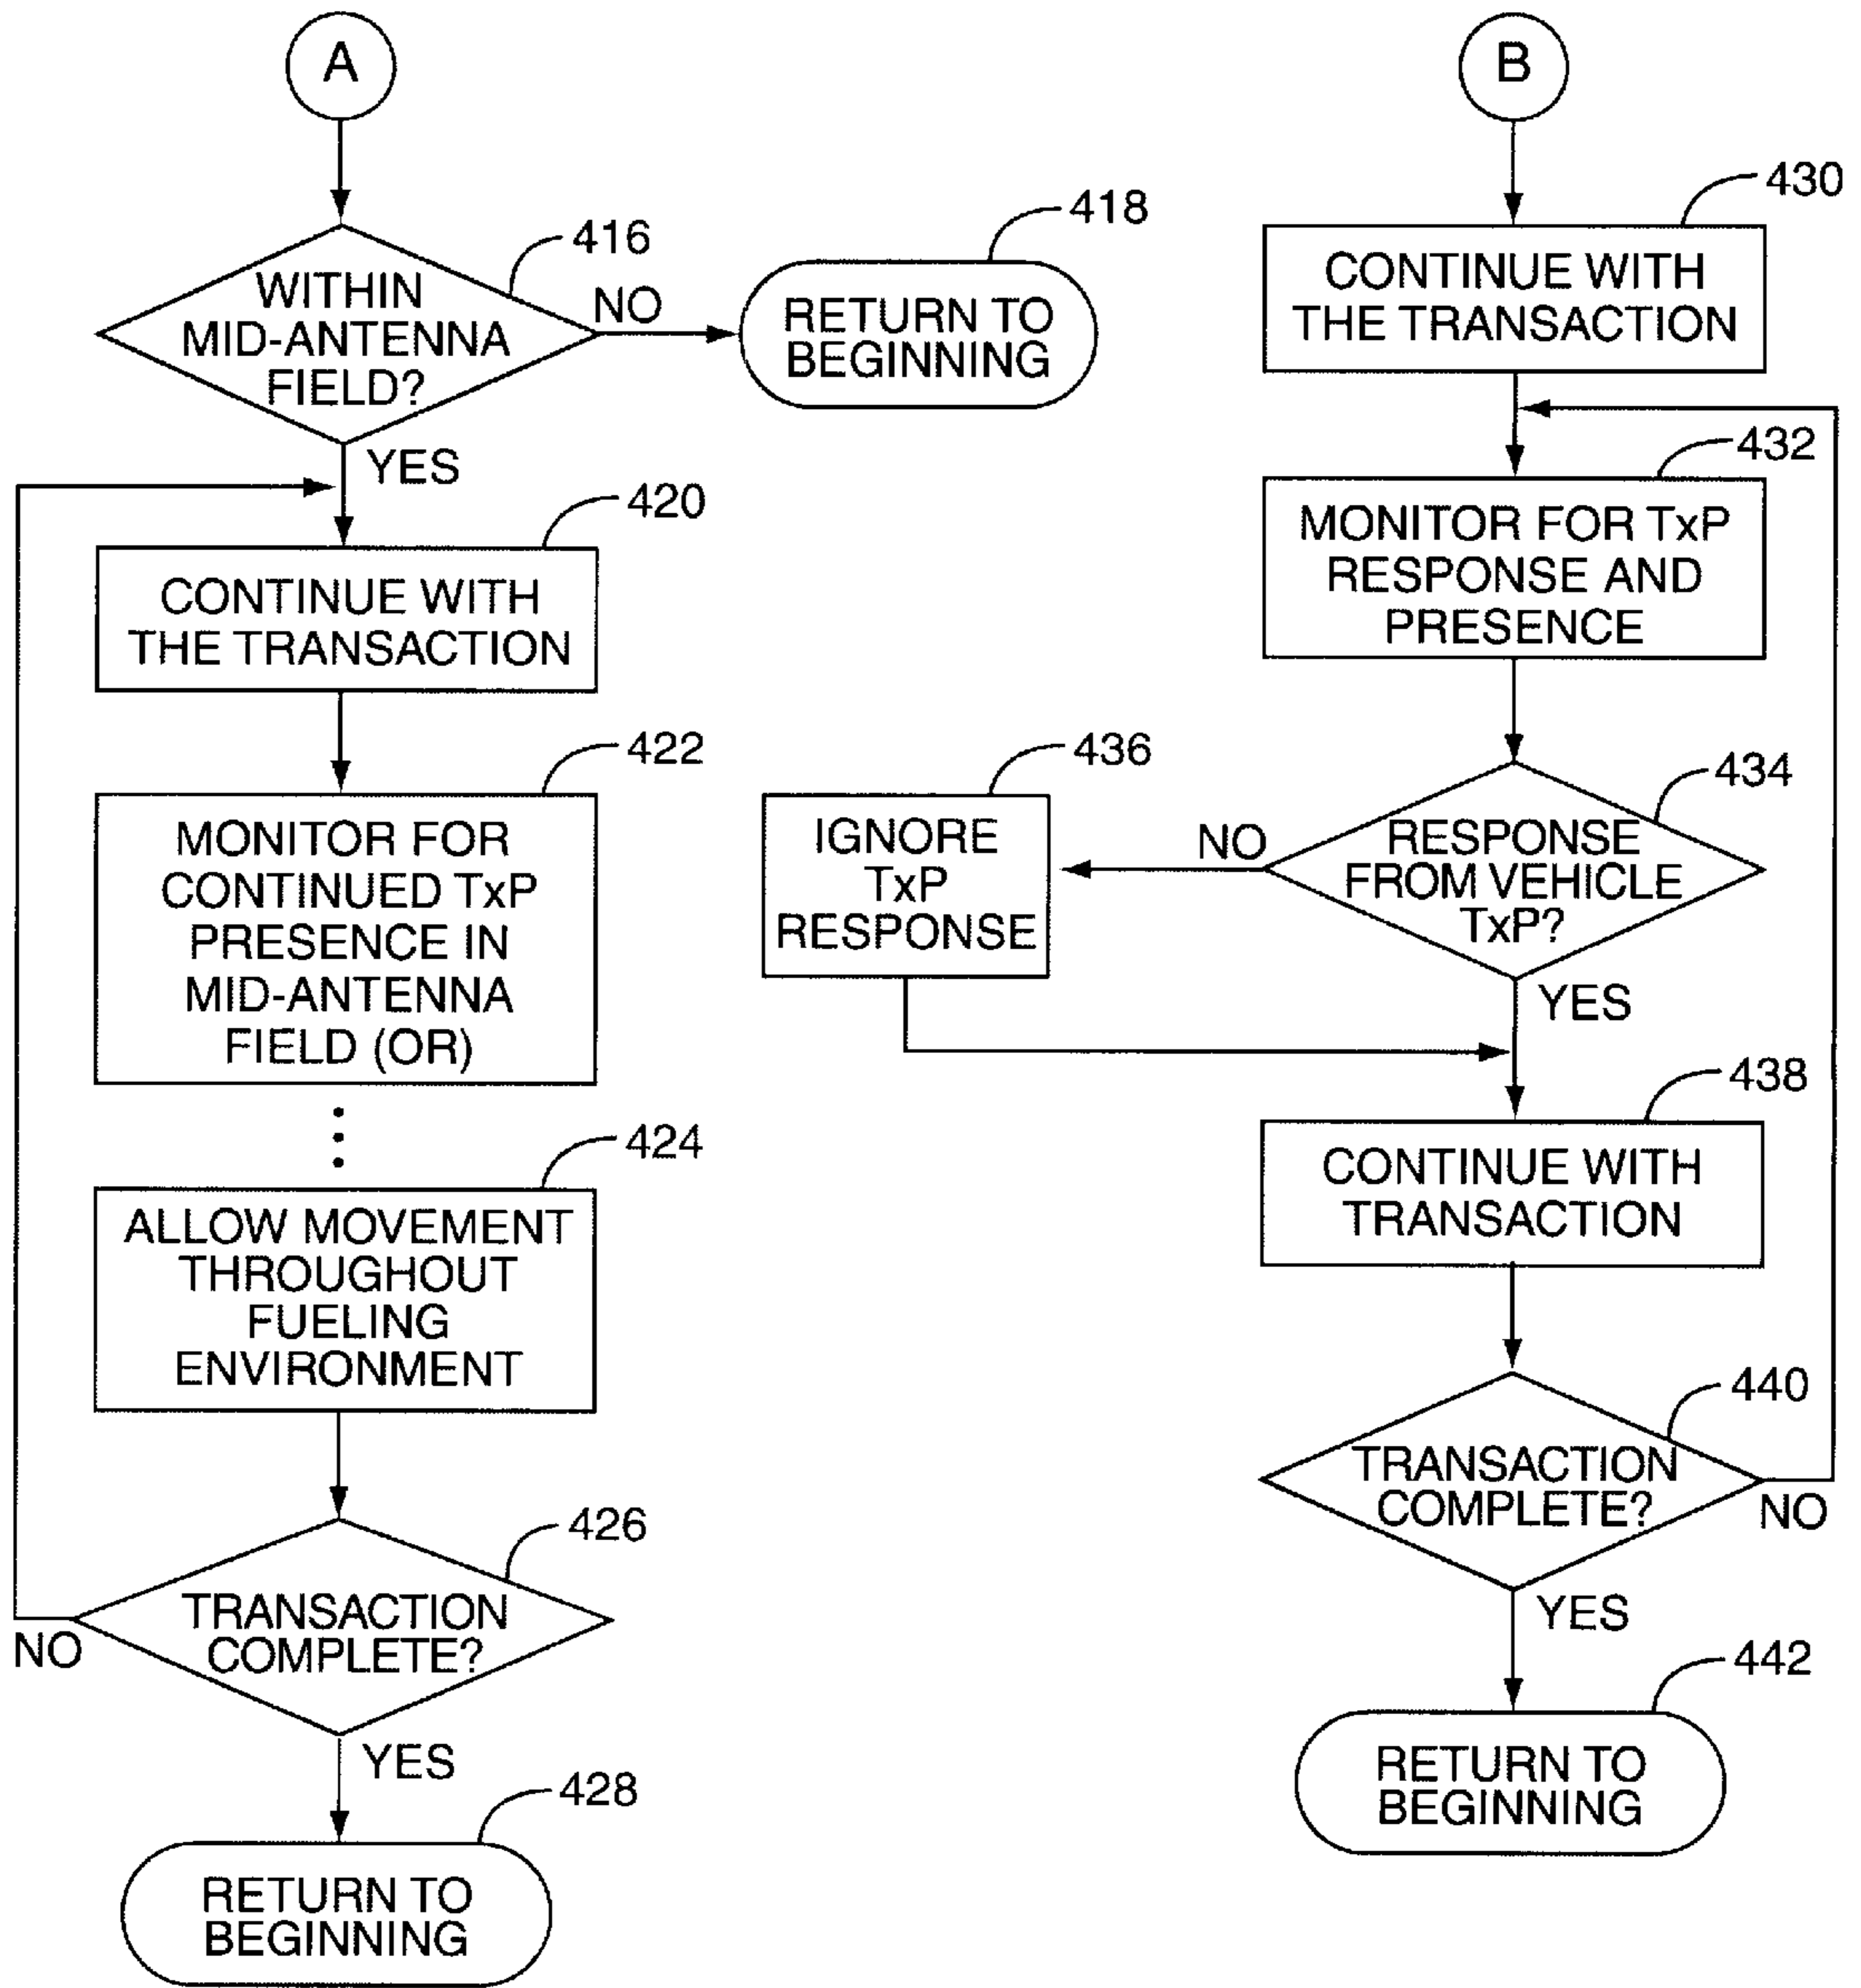 A
416
WITHIN
MID-ANTENNA
FIELD?
NO
418
RETURN TO
BEGINNING
YES
420
CONTINUE WITH
THE TRANSACTION
422
MONITOR FOR
CONTINUED TxP
PRESENCE IN
MID-ANTENNA
FIELD (OR)
424
ALLOW MOVEMENT
THROUGHOUT
FUELING
ENVIRONMENT
426
TRANSACTION
COMPLETE?
NO
YES
428
RETURN TO
BEGINNING
B
430
CONTINUE WITH
THE TRANSACTION
432
MONITOR FOR TxP
RESPONSE AND
PRESENCE
434
RESPONSE
FROM VEHICLE
TxP?
NO
436
IGNORE
TxP
RESPONSE
YES
438
CONTINUE WITH
TRANSACTION
440
TRANSACTION
COMPLETE?
NO
YES
442
RETURN TO
BEGINNING